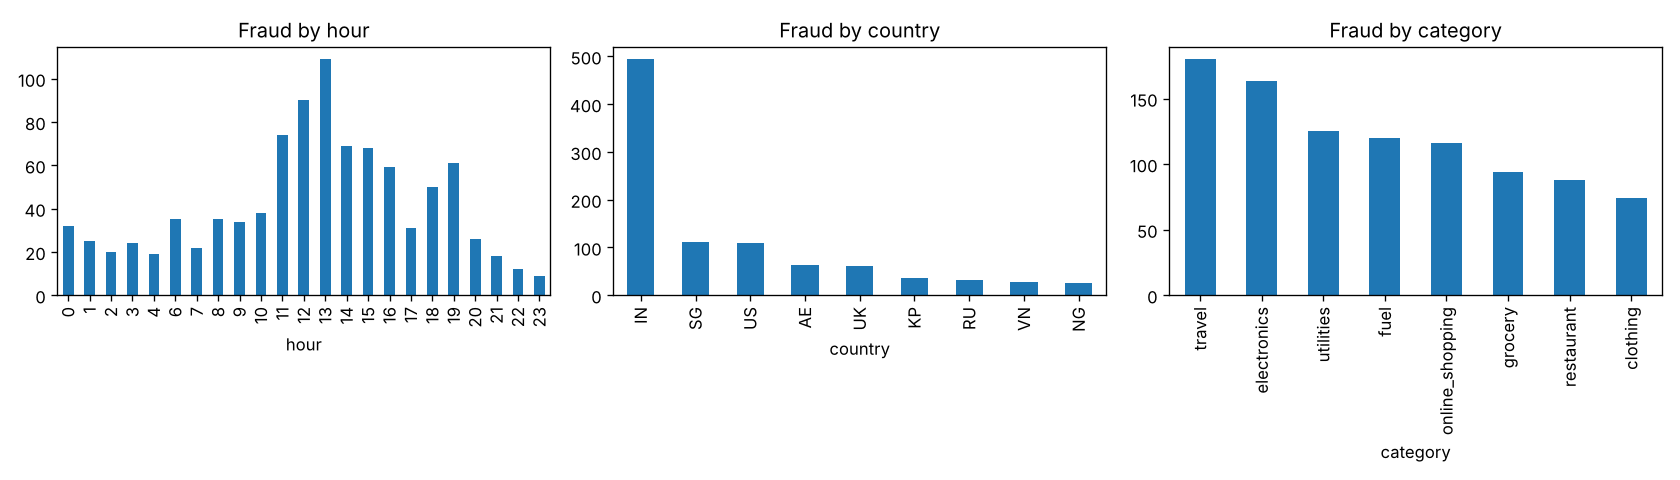 Fraud by hour
100
80
60
40
20
0
0 1 2 3 4 6 7 8 9 10 11 12 13 14 15 16 17 18 19 20 21 22 23
hour
Fraud by country
500
400
300
200
100
0
IN SG US AE UK KP RU VN NG
country
Fraud by category
150
100
50
0
travel electronics utilities fuel online_shopping grocery restaurant clothing
category